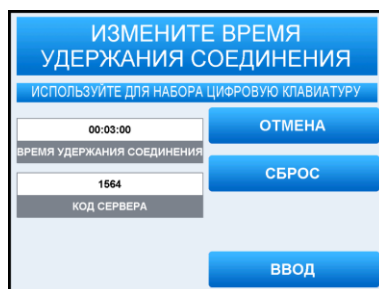 ИЗМЕНИТЕ ВРЕМЯ
УДЕРЖАНИЯ СОЕДИНЕНИЯ
ИСПОЛЬЗУЙТЕ ДЛЯ НАБОРА ЦИФРОВУЮ КЛАВИАТУРУ
00:03:00
ВРЕМЯ УДЕРЖАНИЯ СОЕДИНЕНИЯ
1564
КОД СЕРВЕРА
ОТМЕНА
СБРОС
ВВОД